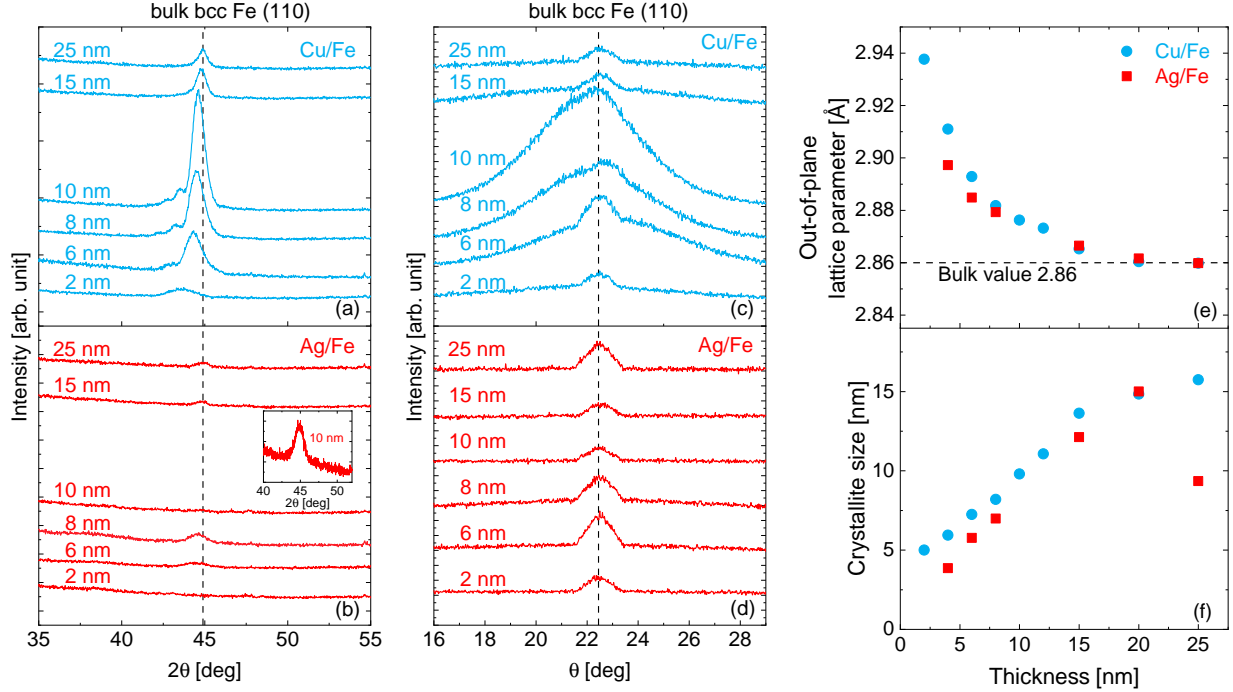 bulk bcc Fe (110)
25 nm
Cu/Fe
15 nm
10 nm
8 nm
6 nm
2 nm
(a)
25 nm
Ag/Fe
15 nm
10 nm
40 45 50
2θ [deg]
10 nm
8 nm
6 nm
2 nm
(b)
35 40 45 50 55
2θ [deg]
Intensity [arb. unit]
bulk bcc Fe (110)
25 nm
Cu/Fe
15 nm
10 nm
8 nm
6 nm
2 nm
(c)
25 nm
Ag/Fe
15 nm
10 nm
8 nm
6 nm
2 nm
(d)
16 18 20 22 24 26 28
θ [deg]
Intensity [arb. unit]
2.94
2.92
2.90
2.88
2.86
2.84
Out-of-plane
lattice parameter [Å]
Cu/Fe
Ag/Fe
Bulk value 2.86
(e)
15
10
5
0
Crystallite size [nm]
(f)
0 5 10 15 20 25
Thickness [nm]